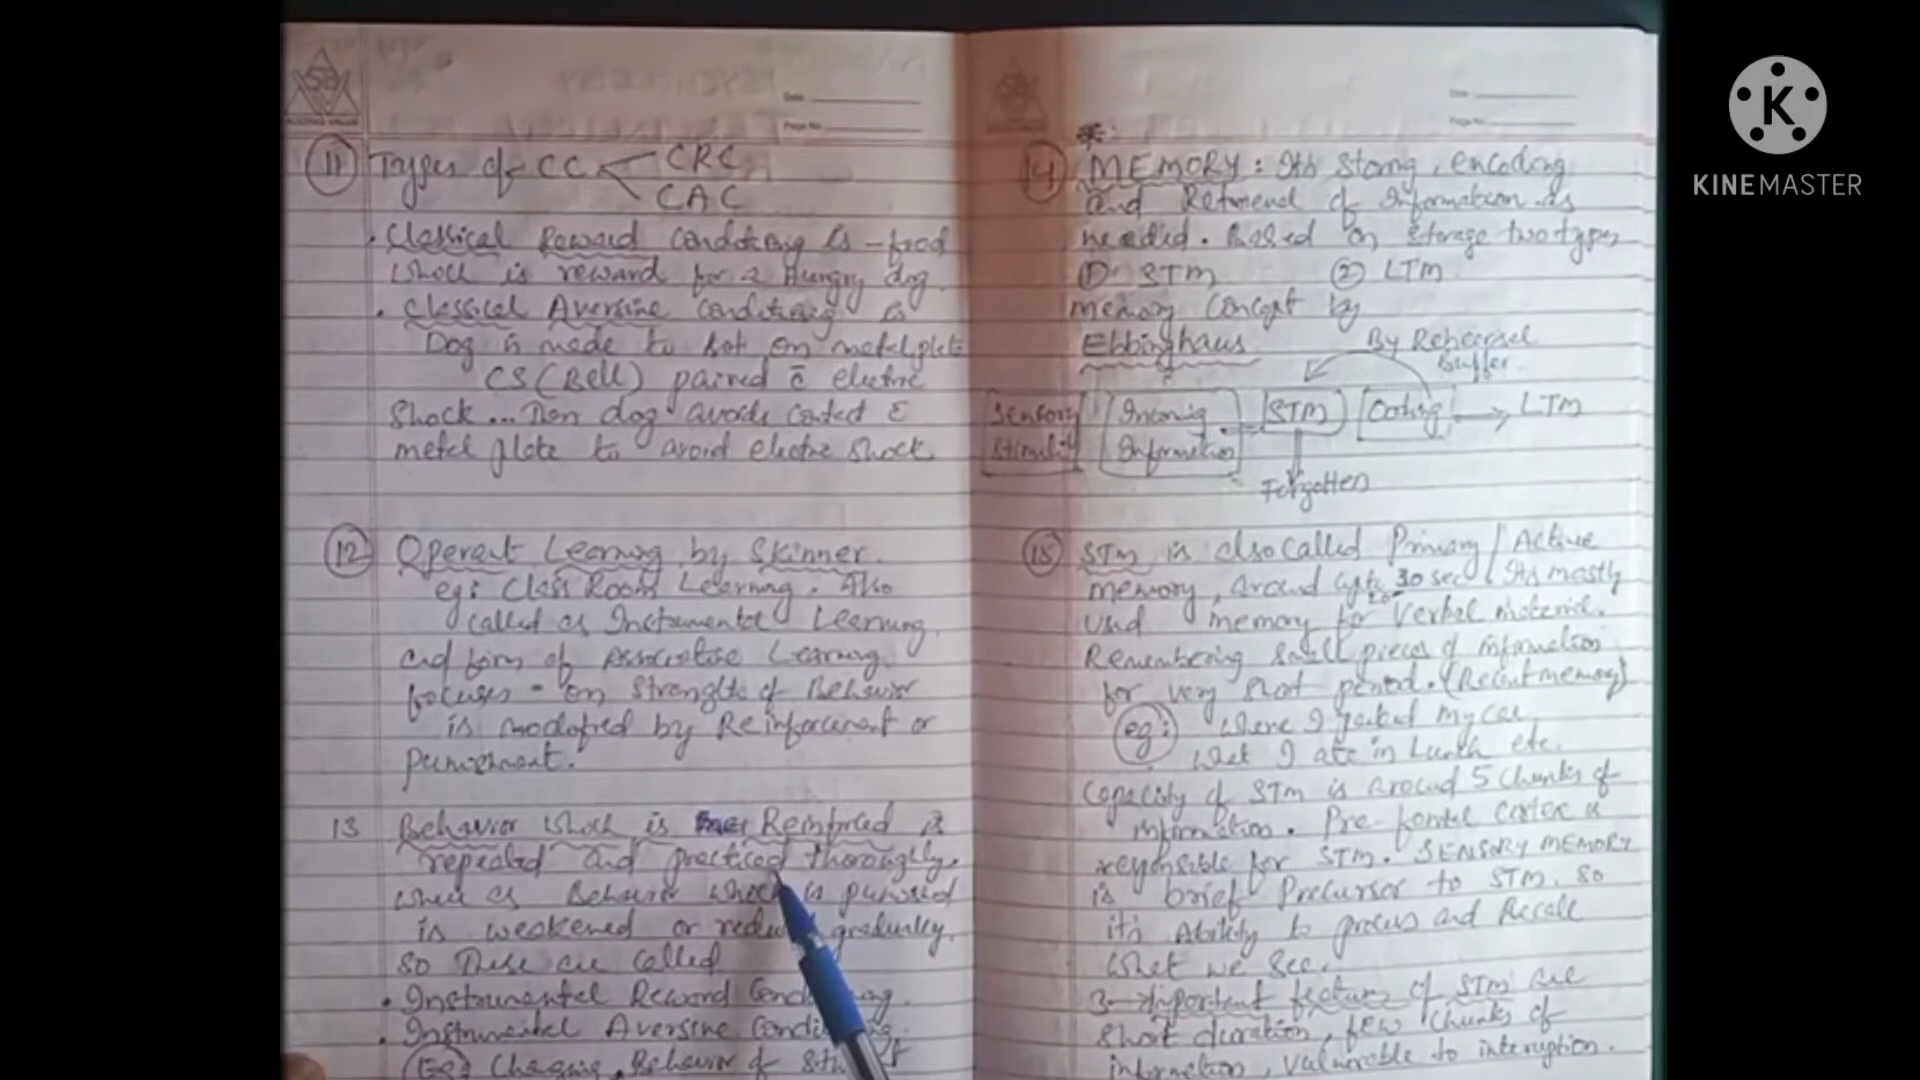 Date
Page No.
11 Types of CC CRC
CAC
• Classical Reward Conditioning is - food
which is reward for a Hungry dog.
• Classical Aversive Conditioning is
Dog is made to on metal plate
CS (Bell) paired c̄ electric
Shock... Then dog avoids contact c̄
metal plate to avoid electric shock.
12 Operant Learning by Skinner
eg: Class Room Learning. Also
called as Instrumental Learning.
and form of Associative Learning.
focuses - on Strength of Behavior
is modified by Reinforcement or
Punishment.
13 Behavior which is Reinforced is
repeated and practiced thoroughly.
where as Behavior which is punised
is weakened or gradually.
so These are called
• Instrumental Reward
• Instrumental Aversive
Eg: Behavior of
Date
Page No.
14 MEMORY: Its Storing, encoding
and Retrieval of Information as
needed. Based on storage two types
① STM ② LTM
Memory Concept by
Ebbinghaus By Rehearsal
Buffer
Sensory Stimuli
Incoming Information
STM
Coding
LTM
Forgotten
15 STM is also called Primary / Active
memory, around 30 sec. Its mostly
used memory for Verbal material.
Remembering small pieces of information
for very short period. (Recent memory)
eg: Where I parked my car,
What I ate in Lunch etc.
Capacity of STM is around 5 Chunks of
information. Pre-frontal Cortex is
responsible for STM. SENSORY MEMORY
is brief Precursor to STM. so
it's Ability to process and Recall
What we see.
3 → Important features of STM are
short duration, few chunks of
information, vulnerable to interuption.
K
KINEMASTER